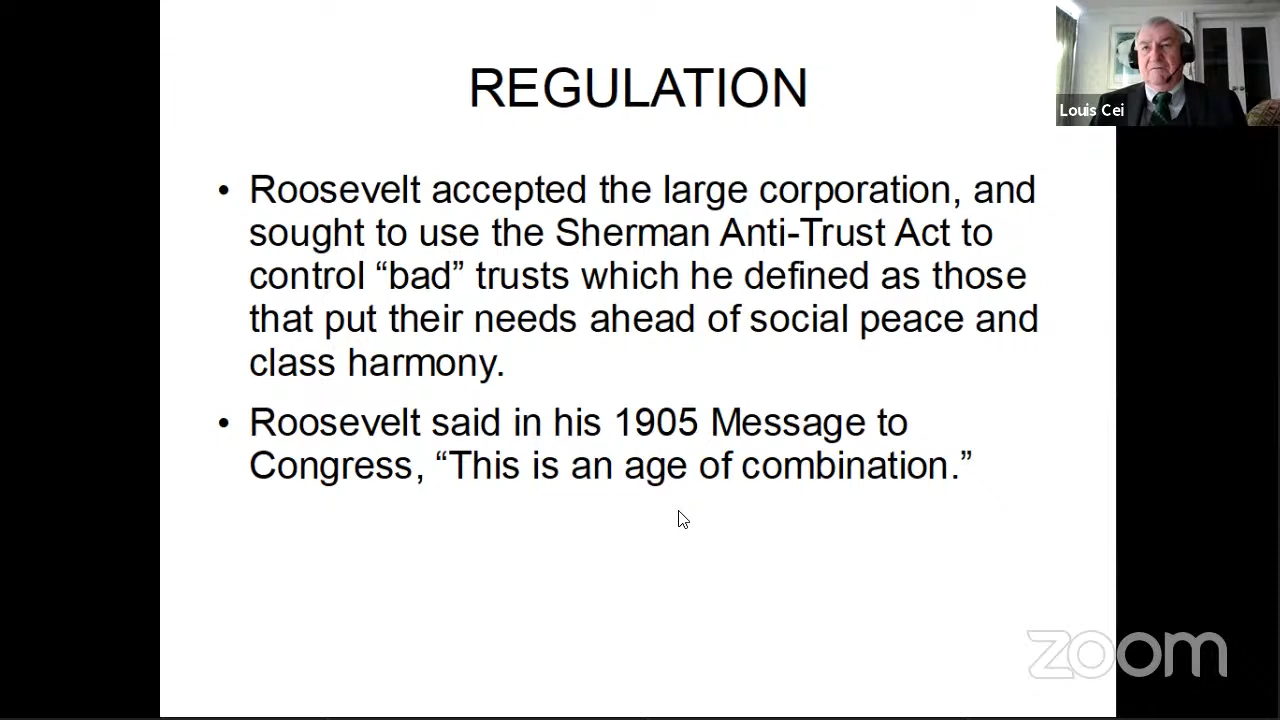 REGULATION
Louis Cei
• Roosevelt accepted the large corporation, and
sought to use the Sherman Anti-Trust Act to
control “bad” trusts which he defined as those
that put their needs ahead of social peace and
class harmony.
• Roosevelt said in his 1905 Message to
Congress, “This is an age of combination.”
zoom